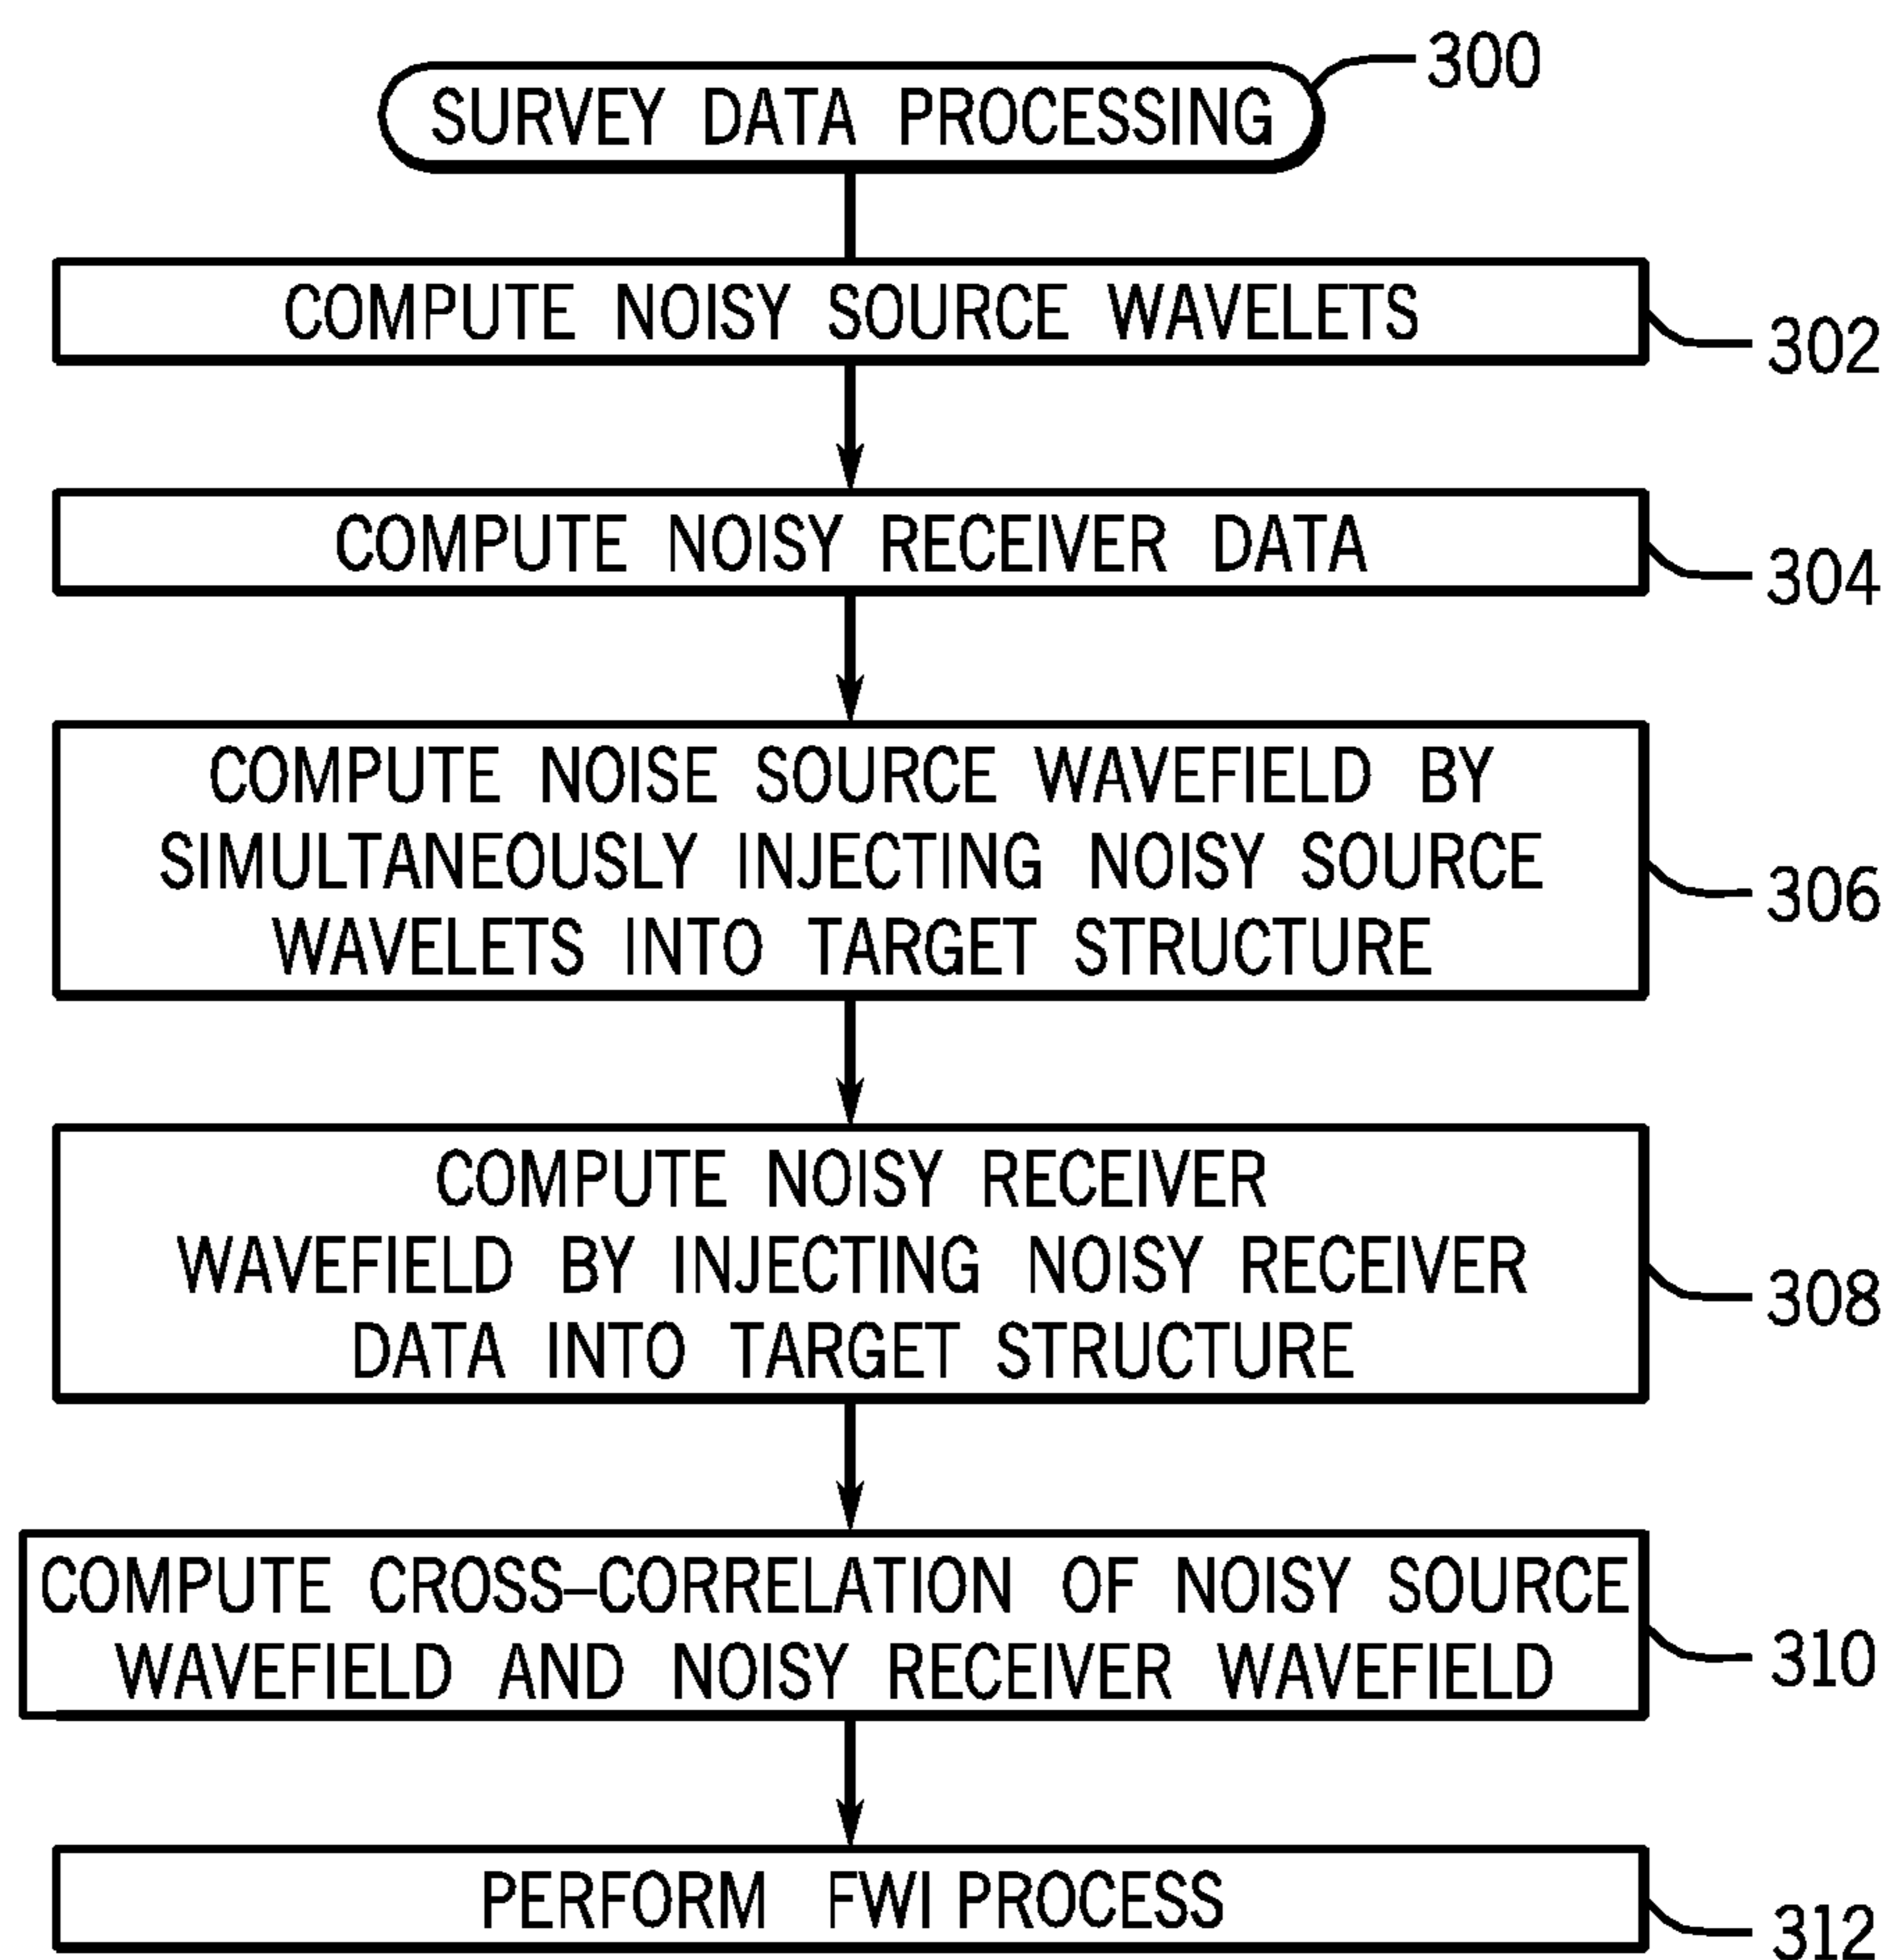 300
SURVEY DATA PROCESSING
COMPUTE NOISY SOURCE WAVELETS
302
COMPUTE NOISY RECEIVER DATA
304
COMPUTE NOISE SOURCE WAVEFIELD BY
SIMULTANEOUSLY INJECTING NOISY SOURCE
WAVELETS INTO TARGET STRUCTURE
306
COMPUTE NOISY RECEIVER
WAVEFIELD BY INJECTING NOISY RECEIVER
DATA INTO TARGET STRUCTURE
308
COMPUTE CROSS–CORRELATION OF NOISY SOURCE
WAVEFIELD AND NOISY RECEIVER WAVEFIELD
310
PERFORM FWI PROCESS
312